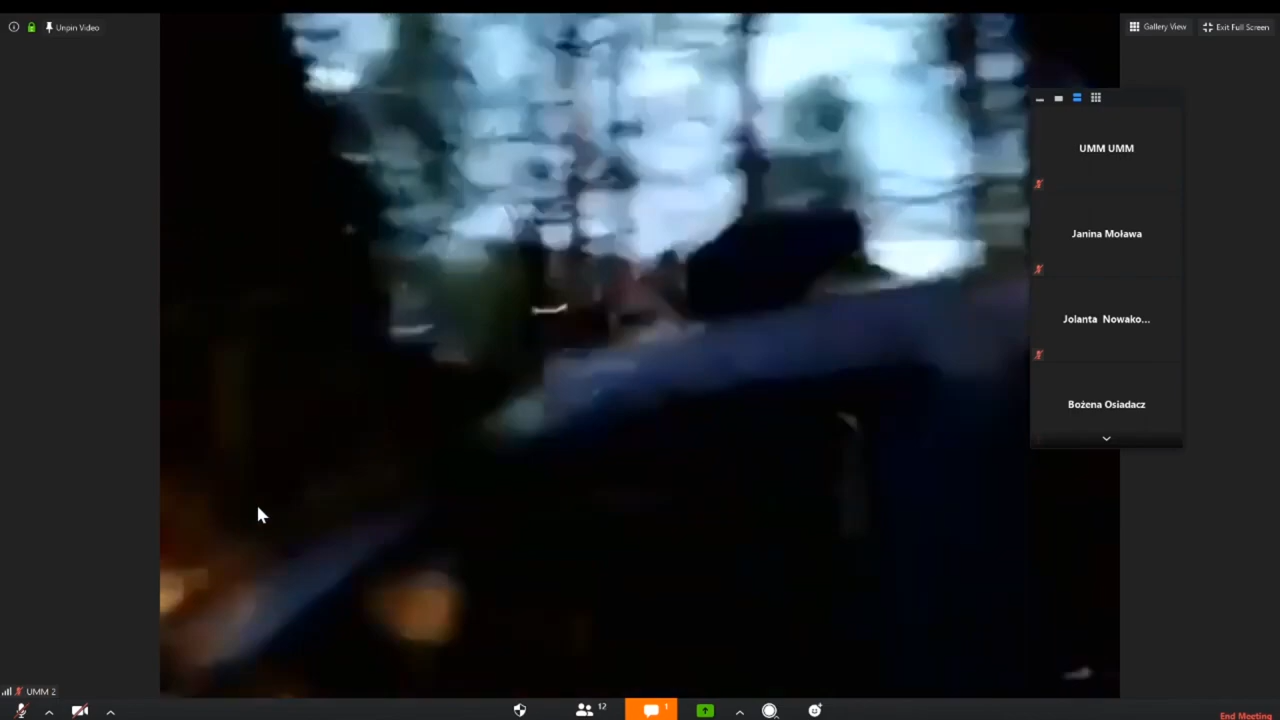 Unpin Video
Gallery View
Exit Full Screen
UMM UMM
Janina Moława
Jolanta Nowako...
Bożena Osiadacz
UMM 2
12
1
End Meeting